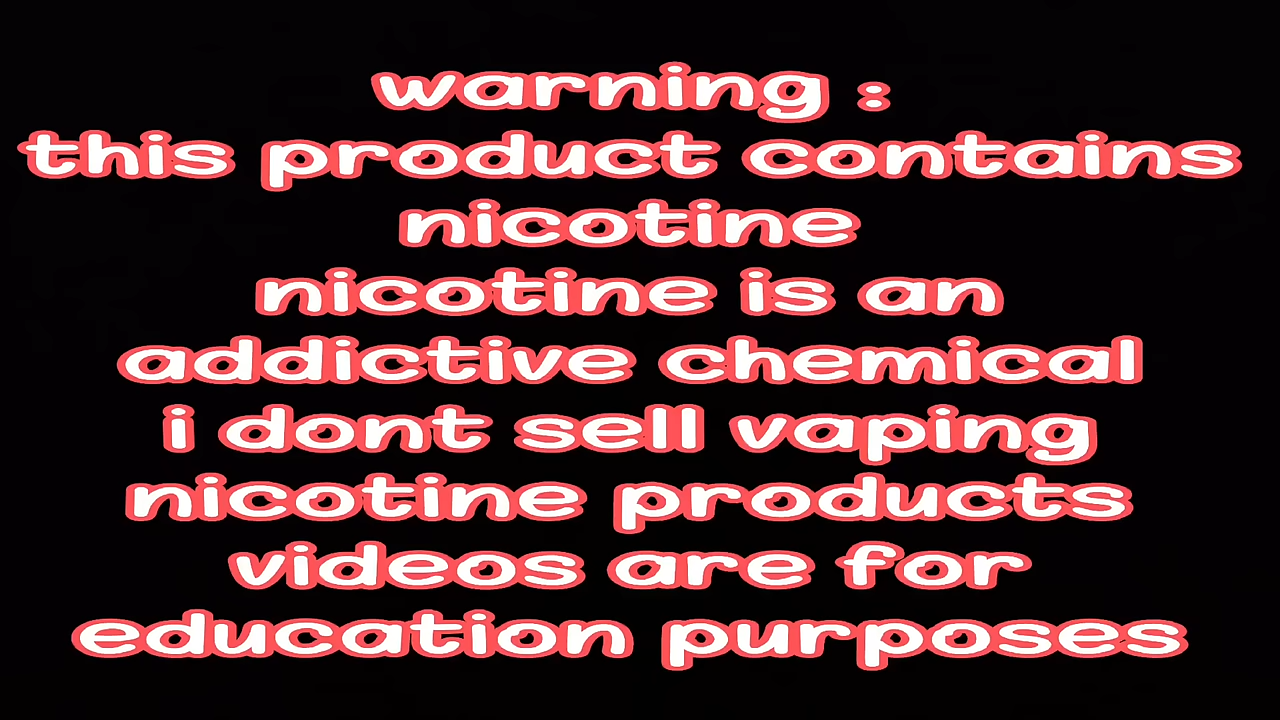 warning :
this product contains
nicotine
nicotine is an
addictive chemical
i dont sell vaping
nicotine products
videos are for
education purposes